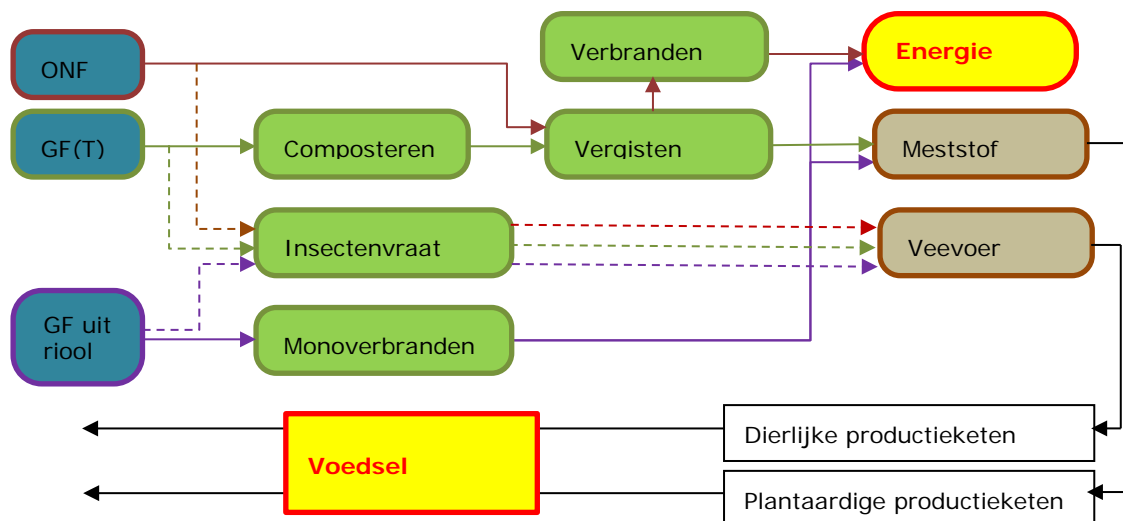 ONF
Verbranden
Energie
GF(T)
Composteren
Vergisten
Meststof
Insectenvraat
Veevoer
GF uit
riool
Monoverbranden
Voedsel
Dierlijke productieketen
Plantaardige productieketen